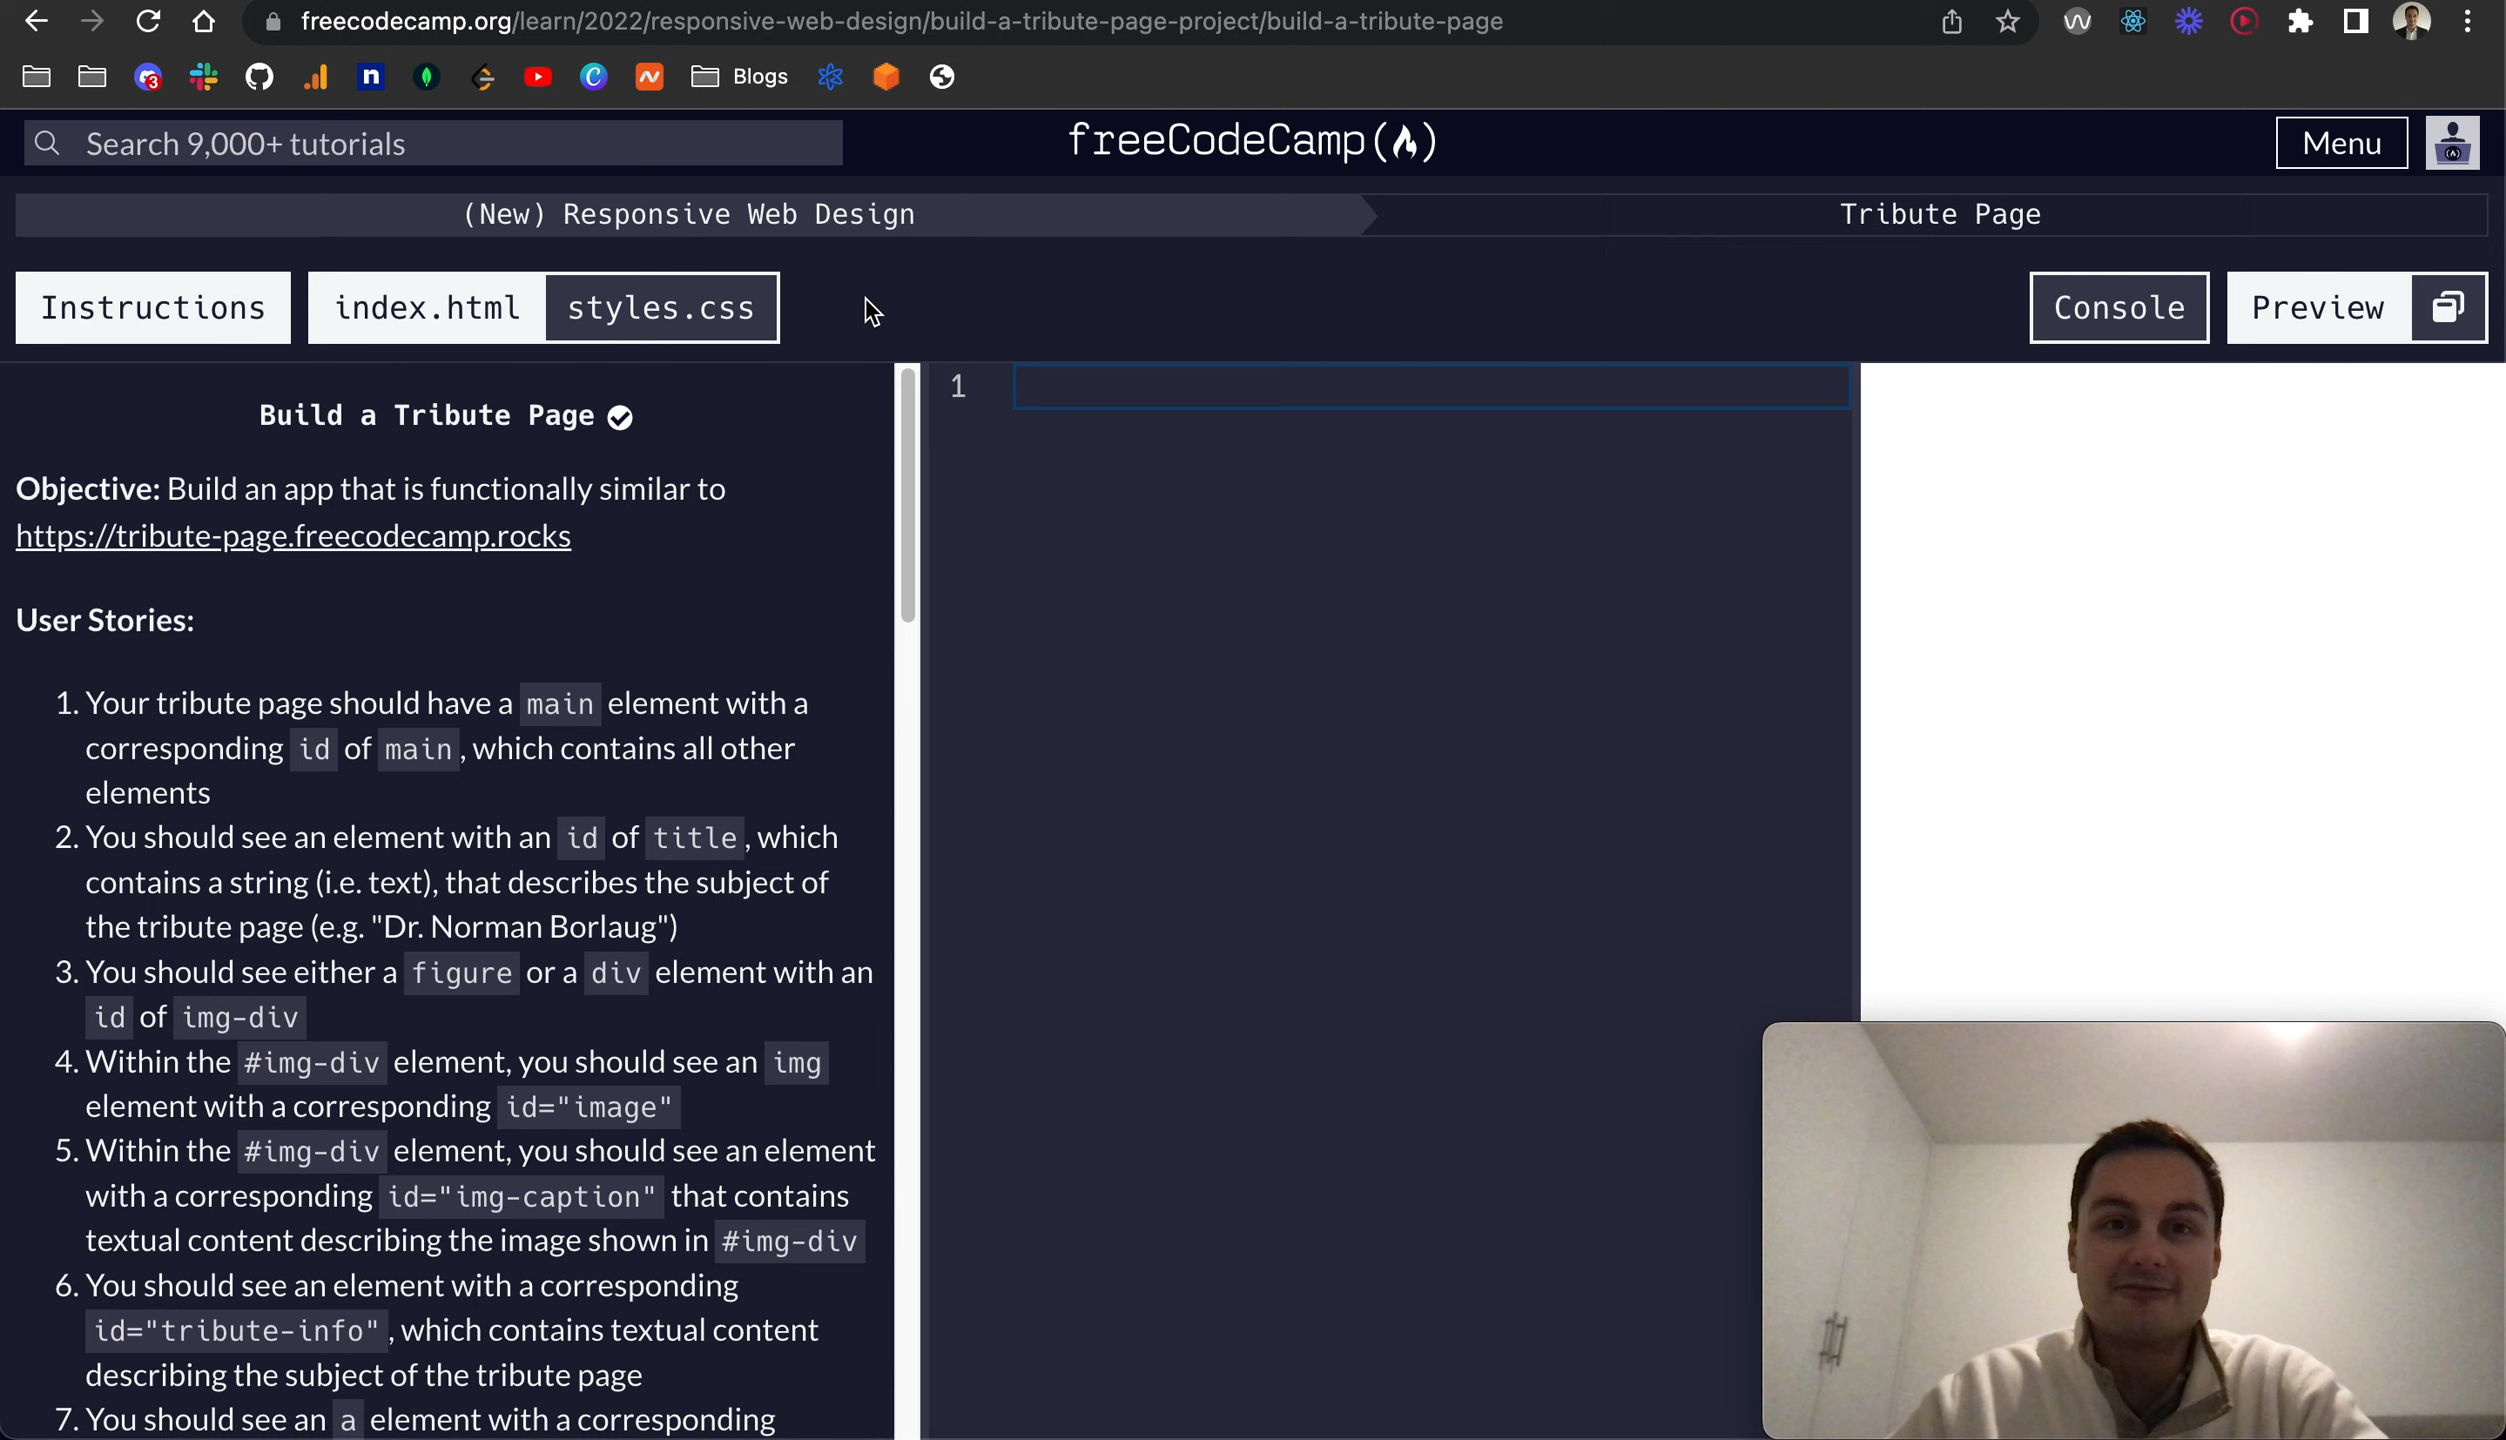 freecodecamp.org/learn/2022/responsive-web-design/build-a-tribute-page-project/build-a-tribute-page
3
n
Blogs
Search 9,000+ tutorials
freeCodeCamp(🔥)
Menu
(New) Responsive Web Design
Tribute Page
Instructions
index.html
styles.css
Console
Preview
1
Build a Tribute Page
Objective: Build an app that is functionally similar to
https://tribute-page.freecodecamp.rocks
User Stories:
1. Your tribute page should have a main element with a
corresponding id of main, which contains all other
elements
2. You should see an element with an id of title, which
contains a string (i.e. text), that describes the subject of
the tribute page (e.g. "Dr. Norman Borlaug")
3. You should see either a figure or a div element with an
id of img-div
4. Within the #img-div element, you should see an img
element with a corresponding id="image"
5. Within the #img-div element, you should see an element
with a corresponding id="img-caption" that contains
textual content describing the image shown in #img-div
6. You should see an element with a corresponding
id="tribute-info", which contains textual content
describing the subject of the tribute page
7. You should see an a element with a corresponding